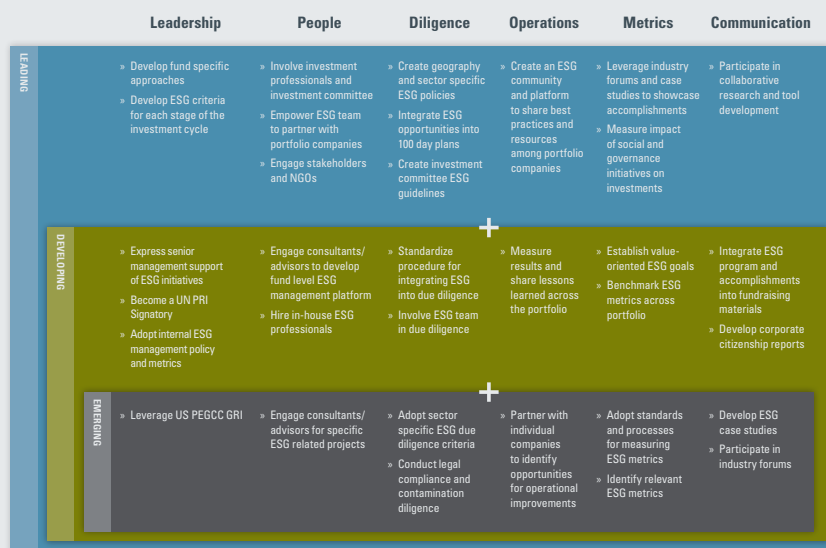 Leadership People Diligence Operations Metrics Communication
LEADING
» Develop fund specific
approaches
» Develop ESG criteria
for each stage of the
investment cycle
» Involve investment
professionals and
investment committee
» Empower ESG team
to partner with
portfolio companies
» Engage stakeholders
and NGOs
» Create geography
and sector specific
ESG policies
» Integrate ESG
opportunities into
100 day plans
» Create investment
committee ESG
guidelines
» Create an ESG
community
and platform
to share best
practices and
resources
among portfolio
companies
» Leverage industry
forums and case
studies to showcase
accomplishments
» Measure impact
of social and
governance
initiatives on
investments
» Participate in
collaborative
research and tool
development
+
DEVELOPING
» Express senior
management support
of ESG initiatives
» Become a UN PRI
Signatory
» Adopt internal ESG
management policy
and metrics
» Engage consultants/
advisors to develop
fund level ESG
management platform
» Hire in-house ESG
professionals
» Standardize
procedure for
integrating ESG
into due diligence
» Involve ESG team
in due diligence
» Measure
results and
share lessons
learned across
the portfolio
» Establish value-
oriented ESG goals
» Benchmark ESG
metrics across
portfolio
» Integrate ESG
program and
accomplishments
into fundraising
materials
» Develop corporate
citizenship reports
+
EMERGING
» Leverage US PEGCC GRI
» Engage consultants/
advisors for specific
ESG related projects
» Adopt sector
specific ESG due
diligence criteria
» Conduct legal
compliance and
contamination
diligence
» Partner with
individual
companies
to identify
opportunities
for operational
improvements
» Adopt standards
and processes
for measuring
ESG metrics
» Identify relevant
ESG metrics
» Develop ESG
case studies
» Participate in
industry forums